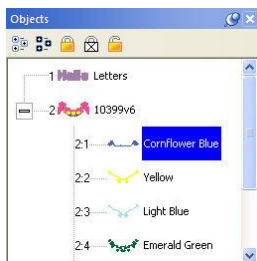 Objects
1 Hello Letters
2 10399v6
2:1 Cornflower Blue
2:2 Yellow
2:3 Light Blue
2:4 Emerald Green